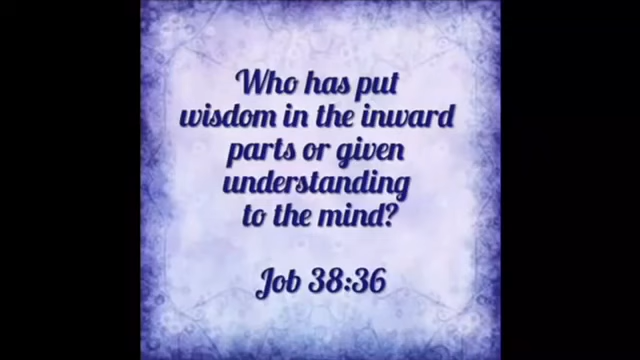 Who has put
wisdom in the inward
parts or given
understanding
to the mind?
Job 38:36